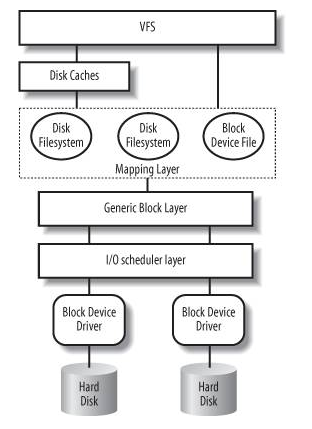 VFS
Disk Caches
Disk
Filesystem
Disk
Filesystem
Block
Device File
Mapping Layer
Generic Block Layer
I/O scheduler layer
Block Device
Driver
Block Device
Driver
Hard
Disk
Hard
Disk